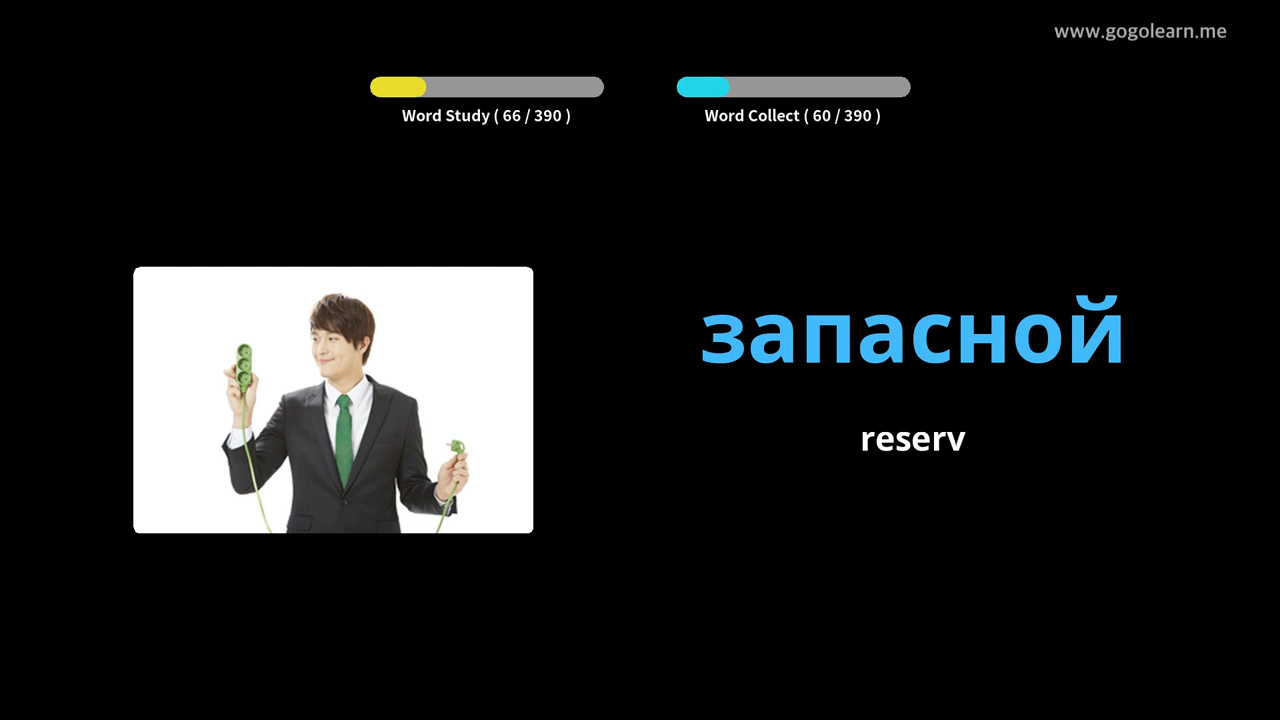 www.gogolearn.me
Word Study ( 66 / 390 )
Word Collect ( 60 / 390 )
запасной
reserv